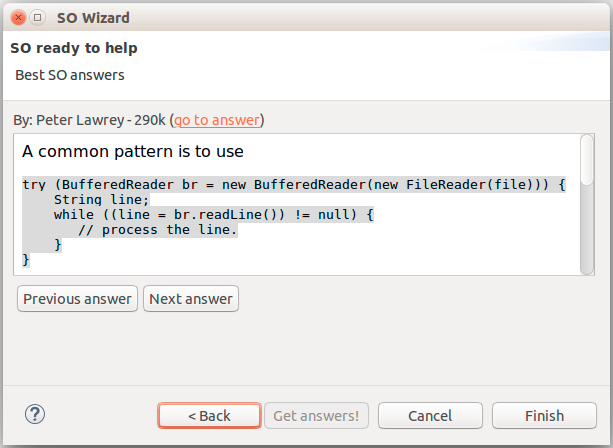 SO Wizard
SO ready to help
Best SO answers
By: Peter Lawrey - 290k (go to answer)
A common pattern is to use
try (BufferedReader br = new BufferedReader(new FileReader(file))) {
    String line;
    while ((line = br.readLine()) != null) {
       // process the line.
    }
}
Previous answer Next answer
? < Back Get answers! Cancel Finish